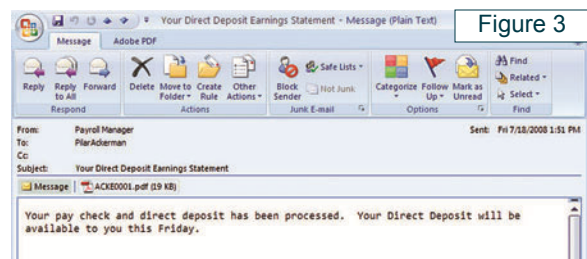 Your Direct Deposit Earnings Statement - Message (Plain Text)
Figure 3
Message Adobe PDF
Reply Reply to All Forward
Respond
Delete Move to Folder Create Rule Other Actions
Actions
Block Sender Safe Lists Not Junk
Junk E-mail
Categorize Follow Up Mark as Unread
Options
Find Related Select
Find
From: Payroll Manager Sent: Fri 7/18/2008 1:51 PM
To: PilarAckerman
Cc:
Subject: Your Direct Deposit Earnings Statement
Message ACKE0001.pdf (19 KB)
Your pay check and direct deposit has been processed. Your Direct Deposit will be
available to you this Friday.